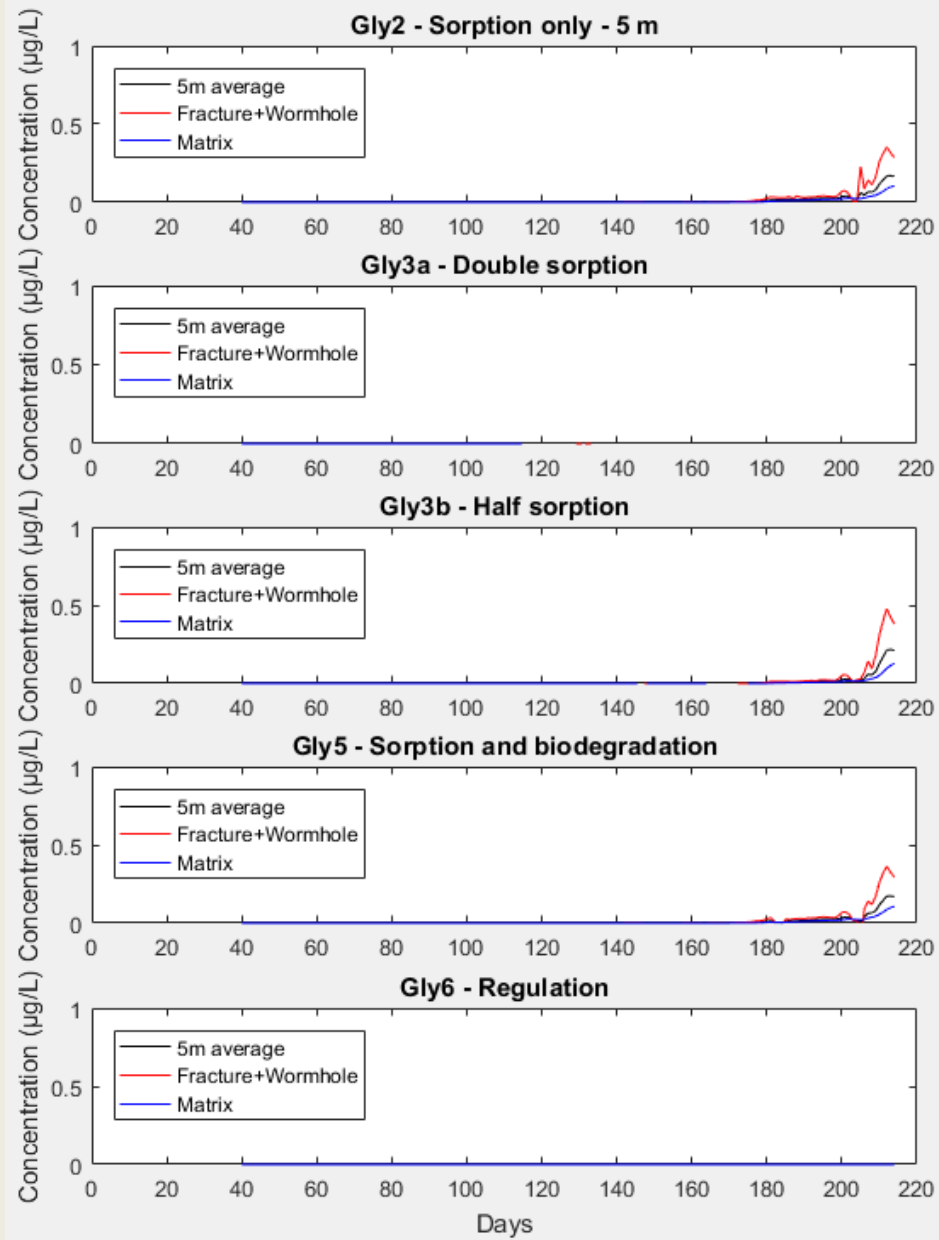 Gly2 - Sorption only - 5 m
Concentration (µg/L)
1
0.5
0
5m average
Fracture+Wormhole
Matrix
0 20 40 60 80 100 120 140 160 180 200 220
Gly3a - Double sorption
Concentration (µg/L)
1
0.5
0
5m average
Fracture+Wormhole
Matrix
0 20 40 60 80 100 120 140 160 180 200 220
Gly3b - Half sorption
Concentration (µg/L)
1
0.5
0
5m average
Fracture+Wormhole
Matrix
0 20 40 60 80 100 120 140 160 180 200 220
Gly5 - Sorption and biodegradation
Concentration (µg/L)
1
0.5
0
5m average
Fracture+Wormhole
Matrix
0 20 40 60 80 100 120 140 160 180 200 220
Gly6 - Regulation
Concentration (µg/L)
1
0.5
0
5m average
Fracture+Wormhole
Matrix
0 20 40 60 80 100 120 140 160 180 200 220
Days